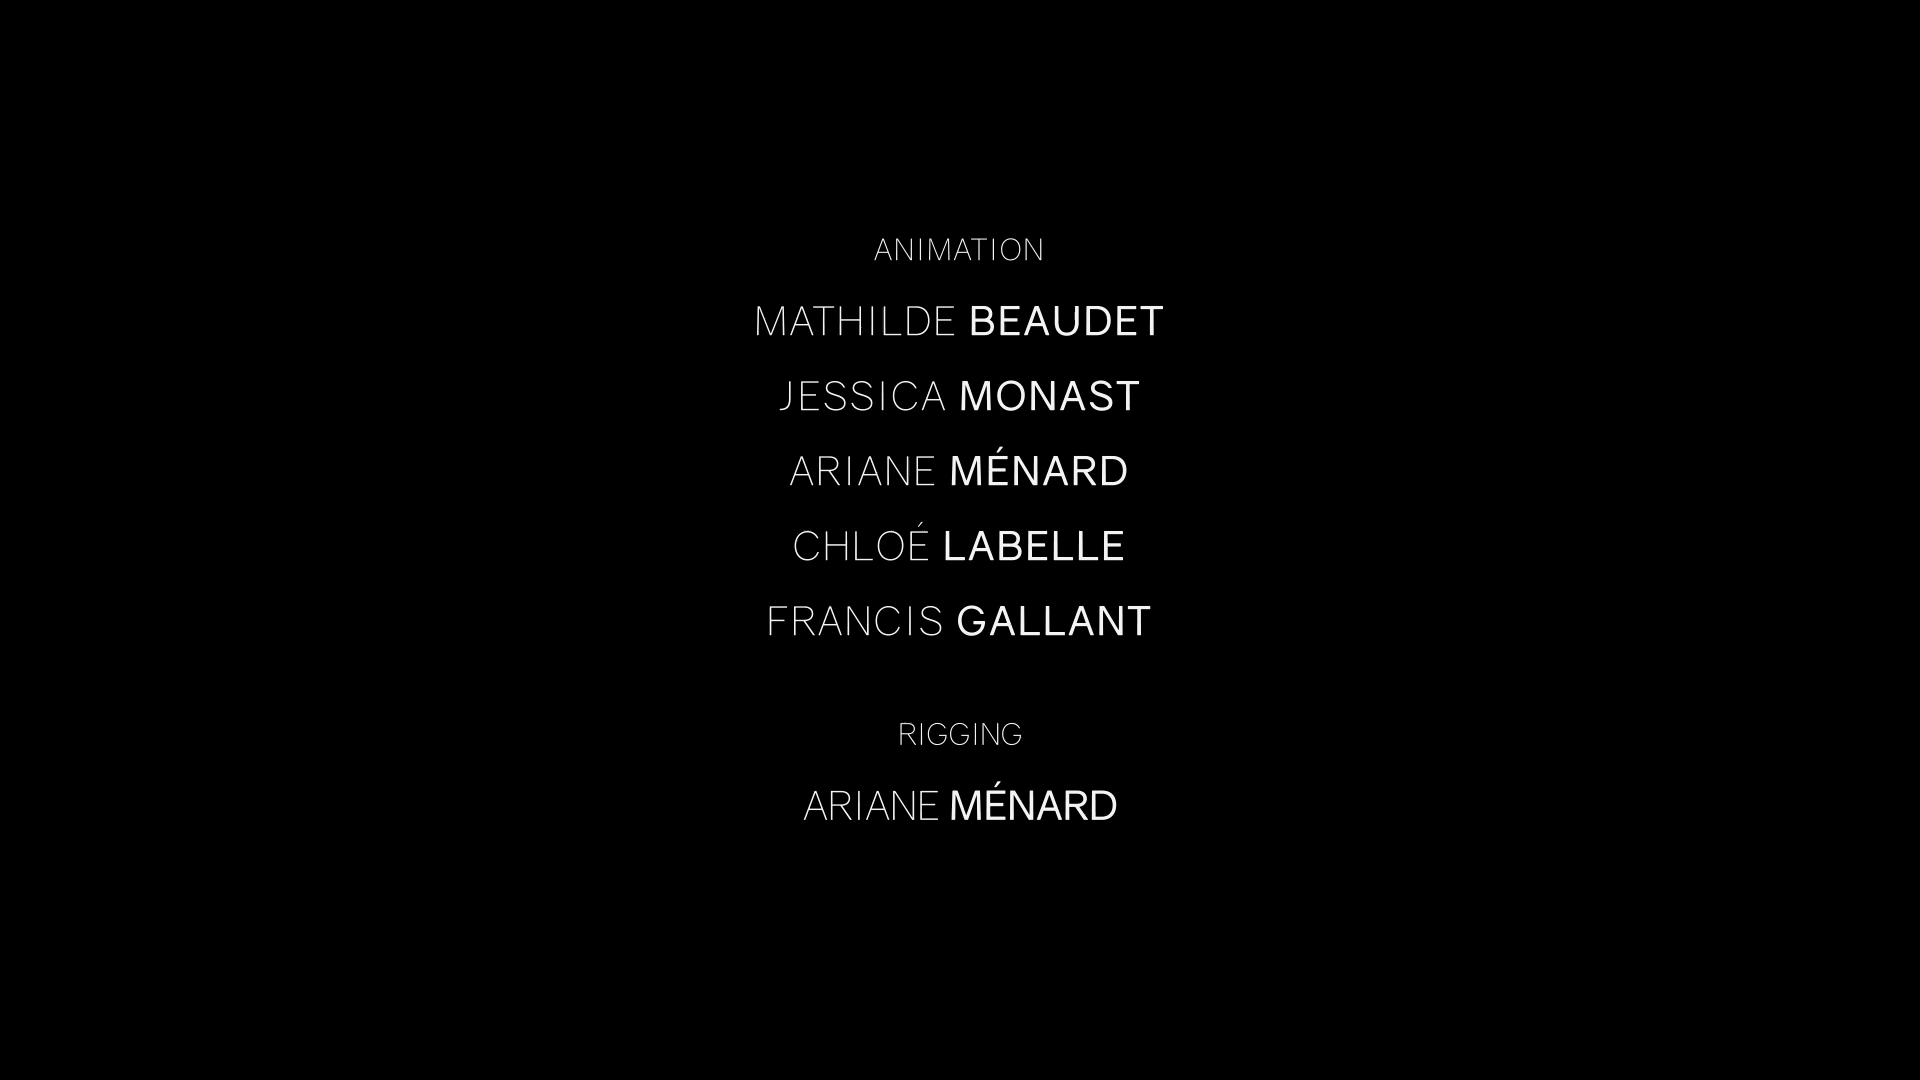 ANIMATION
MATHILDE BEAUDET
JESSICA MONAST
ARIANE MÉNARD
CHLOÉ LABELLE
FRANCIS GALLANT
RIGGING
ARIANE MÉNARD